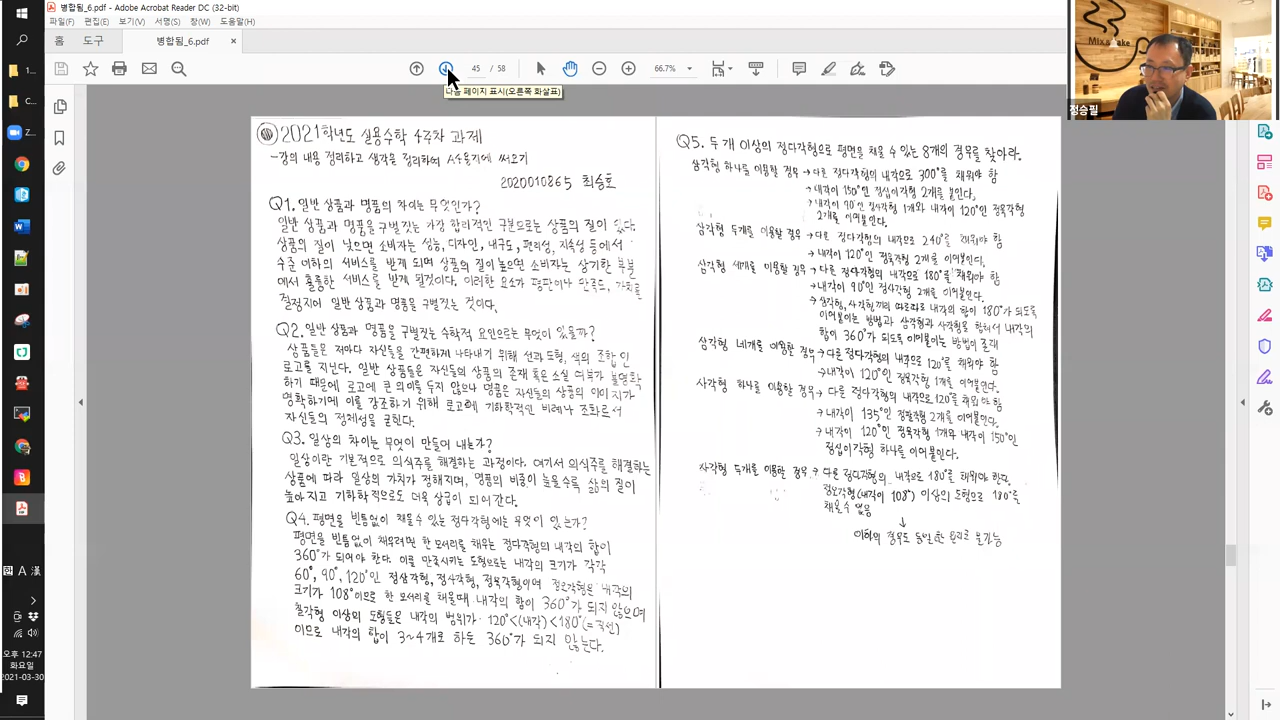 병합됨_6.pdf - Adobe Acrobat Reader DC (32-bit)
파일(F) 편집(E) 보기(V) 서명(S) 창(W) 도움말(H)
홈 도구 병합됨_6.pdf ×
45 / 58 66.7%
다음 페이지 표시(오른쪽 화살표)
정승필
2021학년도 실용수학 4주차 과제
-강의 내용 정리하고 생각을 정리하여 A4용지에 써오기
2020010865 최승호
Q1. 일반 상품과 명품의 차이는 무엇인가?
일반 상품과 명품을 구별짓는 가장 합리적인 구분으로는 상품의 질이 있다.
상품의 질이 낮으면 소비자는 성능, 디자인, 내구도, 편리성, 지속성 등에서
수준 이하의 서비스를 받게 되며 상품의 질이 높으면 소비자는 상기한 부분
에서 훌륭한 서비스를 받게 될것이다. 이러한 요소가 평판이나 만족도, 가치를
결정지어 일반 상품과 명품을 구별짓는 것이다.
Q2. 일반 상품과 명품을 구별짓는 수학적 요인으로는 무엇이 있을까?
상품들은 저마다 자신들을 간편하게 나타내기 위해 선과 도형, 색의 조합인
로고를 지닌다. 일반 상품들은 자신들의 상품의 존재 혹은 소실 여부가 불명확
하기 때문에 로고에 큰 의미를 두지 않으나 명품은 자신들의 상품의 이미지가
명확하기에 이를 강조하기 위해 로고에 기하학적인 비례나 조화로서
자신들의 정체성을 굳힌다.
Q3. 일상의 차이는 무엇이 만들어 내는가?
일상이란 기본적으로 의식주를 해결하는 과정이다. 여기서 의식주를 해결하는
상품에 따라 일상의 가치가 정해지며, 명품의 비중이 높을수록 삶의 질이
높아지고 기하학적으로도 더욱 상급이 되어간다.
Q4. 평면을 빈틈없이 채울수 있는 정다각형에는 무엇이 있는가?
평면을 빈틈없이 채우려면 한 모서리를 채우는 정다각형의 내각의 합이
360°가 되어야 한다. 이를 만족시키는 도형으로는 내각의 크기가 각각
60°, 90°, 120°인 정삼각형, 정사각형, 정육각형이며 정오각형은 내각의
크기가 108°이므로 한 모서리를 채울때 내각의 합이 360°가 되지 않으며
칠각형 이상의 도형들은 내각의 범위가 120°<(내각)<180°(=직선)
이므로 내각의 합이 3~4개로 하든 360°가 되지 않는다.
Q5. 두개 이상의 정다각형으로 평면을 채울 수 있는 8개의 경우를 찾아라.
삼각형 하나를 이용할 경우 → 다른 정다각형의 내각으로 300°를 채워야 함
→ 내각이 150°인 정십이각형 2개를 붙인다.
→ 내각이 90°인 정사각형 1개와 내각이 120°인 정육각형
2개를 이어붙인다.
삼각형 두개를 이용할 경우 → 다른 정다각형의 내각으로 240°를 채워야 함
→ 내각이 120°인 정육각형 2개를 이어붙인다.
삼각형 세개를 이용할 경우 → 다른 정다각형의 내각으로 180°를 채워야 함
→ 내각이 90°인 정사각형 2개를 이어붙인다.
→ 삼각형, 사각형끼리 따로따로 내각의 합이 180°가 되도록
이어붙이는 방법과 삼각형과 사각형을 합쳐서 내각의
합이 360°가 되도록 이어붙이는 방법이 존재
삼각형 네개를 이용할 경우 → 다른 정다각형의 내각으로 120°를 채워야 함
→ 내각이 120°인 정육각형 1개를 이어붙인다.
사각형 하나를 이용할 경우 → 다른 정다각형의 내각으로 120°를 채워야 함
→ 내각이 135°인 정팔각형 2개를 이어붙인다.
→ 내각이 120°인 정육각형 1개와 내각이 150°인
정십이각형 하나를 이어붙인다.
사각형 두개를 이용한 경우 → 다른 정다각형의 내각으로 180°를 채워야 한다.
정오각형(내각이 108°) 이상의 도형으로 180°를
채울수 없음
↓
이하의 경우도 동일한 원리로 불가능
한 A 漢
오후 12:47
화요일
2021-03-30